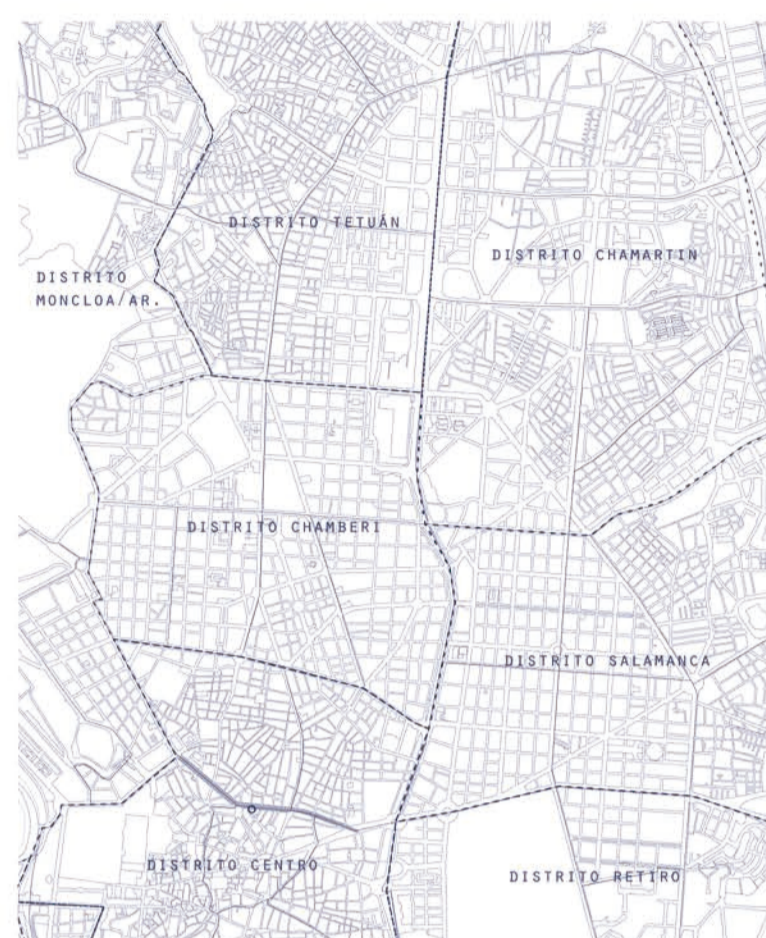 DISTRITO TETUÁN
DISTRITO CHAMARTIN
DISTRITO
MONCLOA/AR.
DISTRITO CHAMBERI
DISTRITO SALAMANCA
DISTRITO CENTRO
DISTRITO RETIRO